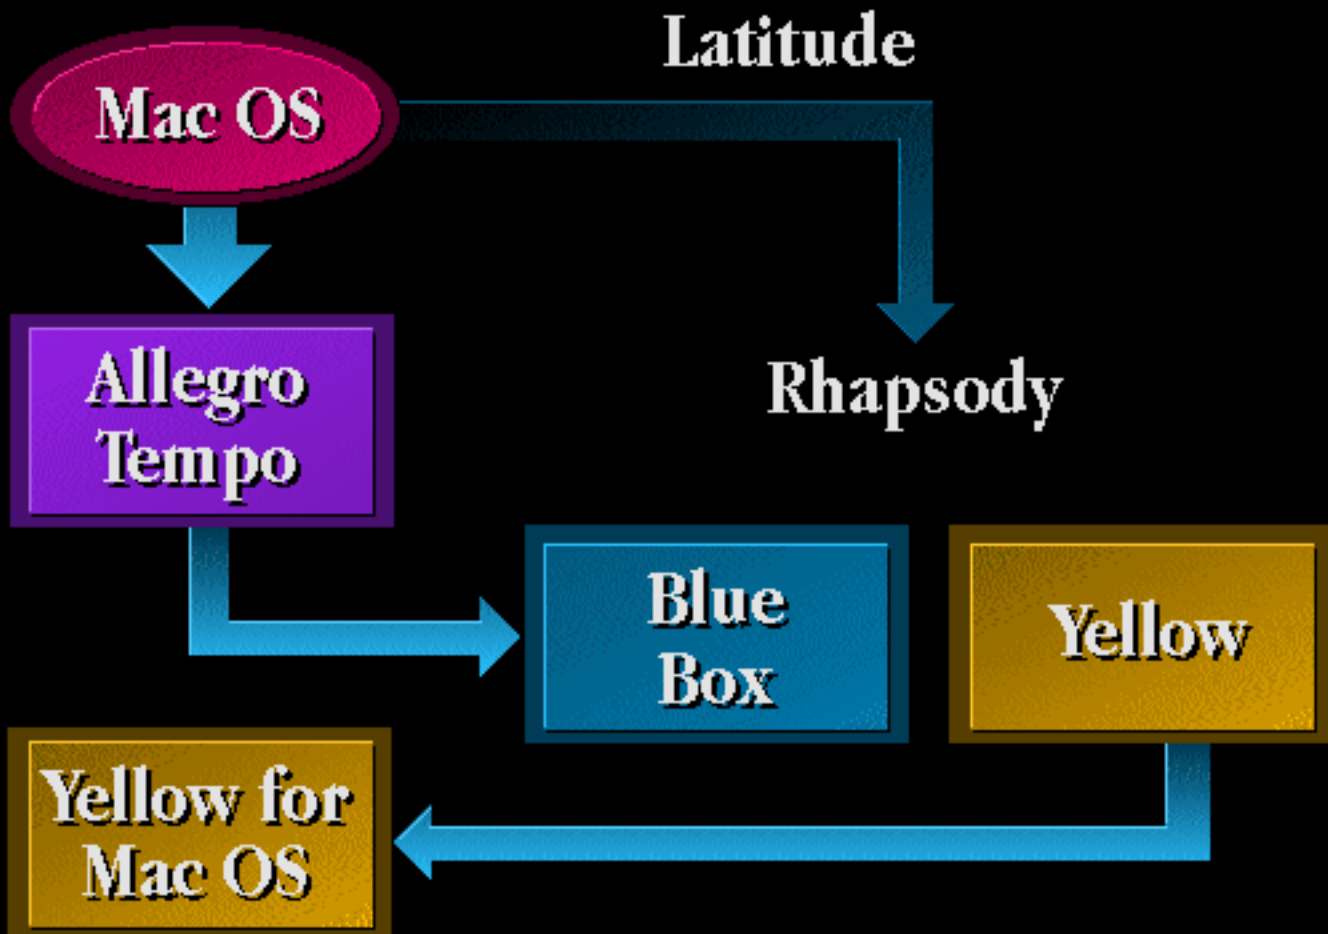 Latitude
Mac OS
Allegro
Tempo
Rhapsody
Blue
Box
Yellow
Yellow for
Mac OS